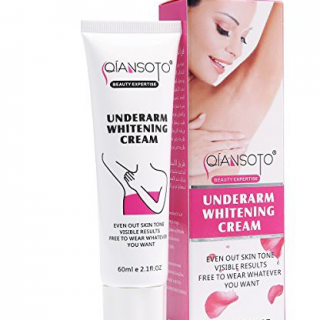 QIANSOTO®
BEAUTY EXPERTISE
UNDERARM
WHITENING
CREAM
EVEN OUT SKIN TONE
VISIBLE RESULTS
FREE TO WEAR WHATEVER
YOU WANT
60ml e 2.1fl.OZ
QIANSOTO®
BEAUTY EXPERTISE
UNDERARM
WHITENING
CREAM
EVEN OUT SKIN TONE
VISIBLE RESULTS
FREE TO WEAR WHATEVER
YOU WANT